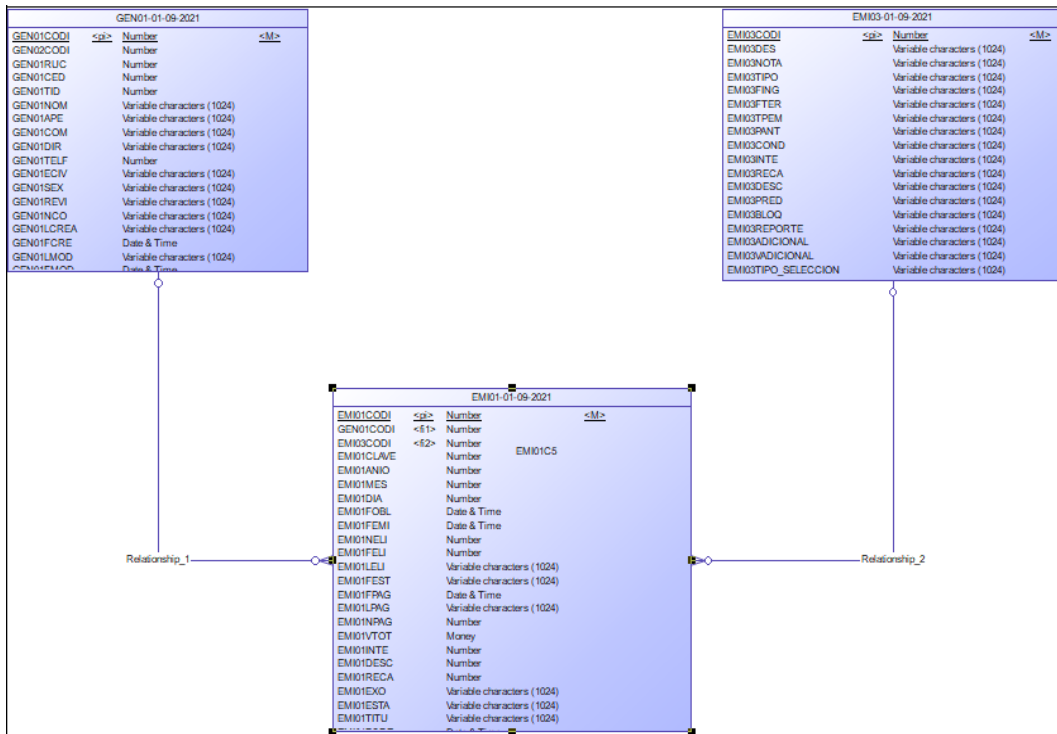 GEN01-01-09-2021
GEN01CODI <pi> Number <M>
GEN02CODI Number
GEN01RUC Number
GEN01CED Number
GEN01TID Number
GEN01NOM Variable characters (1024)
GEN01APE Variable characters (1024)
GEN01COM Variable characters (1024)
GEN01DIR Variable characters (1024)
GEN01TELF Number
GEN01ECIV Variable characters (1024)
GEN01SEX Variable characters (1024)
GEN01REVI Variable characters (1024)
GEN01NCO Variable characters (1024)
GEN01LCREA Variable characters (1024)
GEN01FCRE Date & Time
GEN01LMOD Variable characters (1024)
GEN01FMOD Date & Time
EMI03-01-09-2021
EMI03CODI <pi> Number <M>
EMI03DES Variable characters (1024)
EMI03NOTA Variable characters (1024)
EMI03TIPO Variable characters (1024)
EMI03FING Variable characters (1024)
EMI03FTER Variable characters (1024)
EMI03TPEM Variable characters (1024)
EMI03PANT Variable characters (1024)
EMI03COND Variable characters (1024)
EMI03INTE Variable characters (1024)
EMI03RECA Variable characters (1024)
EMI03DESC Variable characters (1024)
EMI03PRED Variable characters (1024)
EMI03BLOQ Variable characters (1024)
EMI03REPORTE Variable characters (1024)
EMI03ADICIONAL Variable characters (1024)
EMI03VADICIONAL Variable characters (1024)
EMI03TIPO_SELECCION Variable characters (1024)
EMI01-01-09-2021
EMI01CODI <pi> Number <M>
GEN01CODI <fi1> Number
EMI03CODI <fi2> Number
EMI01C5
EMI01CLAVE Number
EMI01ANIO Number
EMI01MES Number
EMI01DIA Number
EMI01FOBL Date & Time
EMI01FEMI Date & Time
EMI01NELI Number
EMI01FELI Number
EMI01LELI Variable characters (1024)
EMI01FEST Variable characters (1024)
EMI01FPAG Date & Time
EMI01LPAG Variable characters (1024)
EMI01NPAG Number
EMI01VTOT Money
EMI01INTE Number
EMI01DESC Number
EMI01RECA Number
EMI01EXO Variable characters (1024)
EMI01ESTA Variable characters (1024)
EMI01TITU Variable characters (1024)
Relationship_1
Relationship_2